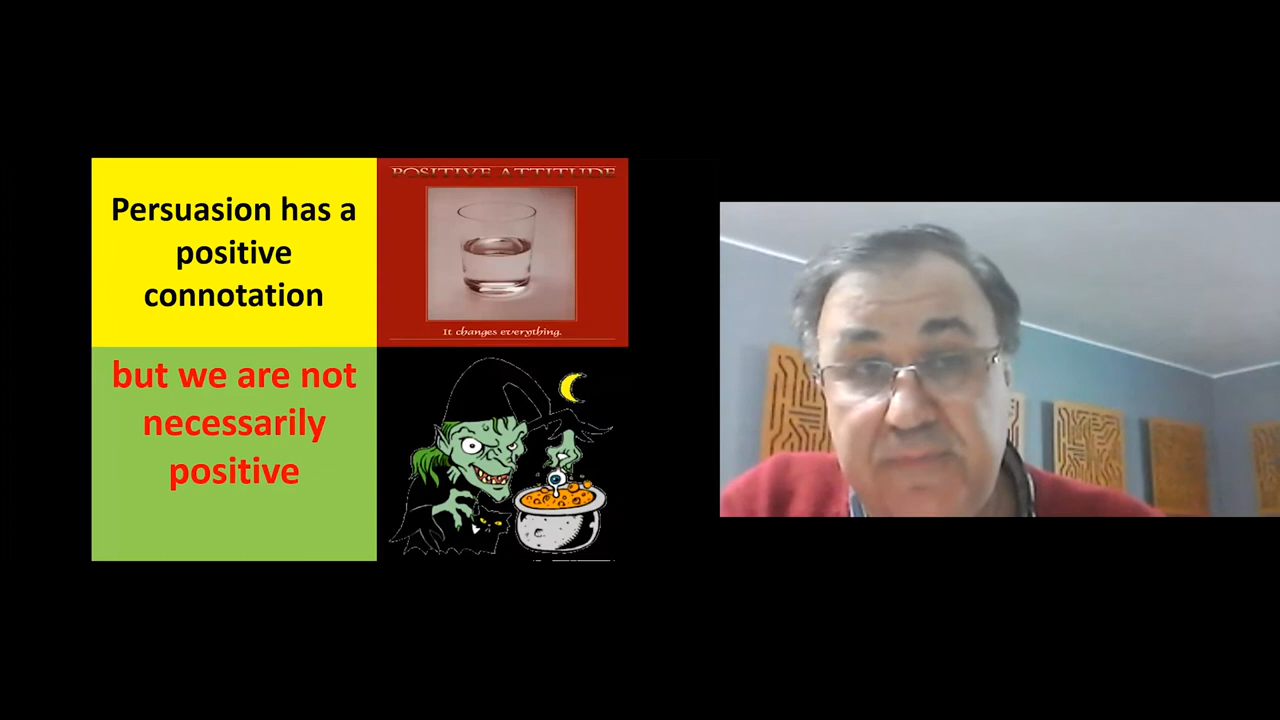 Persuasion has a
positive
connotation
POSITIVE ATTITUDE
It changes everything.
but we are not
necessarily
positive